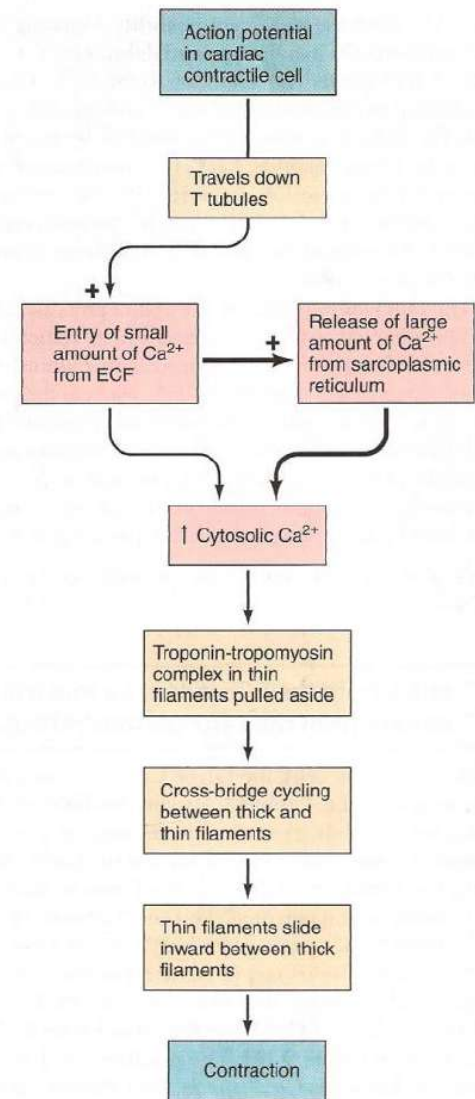 Action potential
in cardiac
contractile cell
Travels down
T tubules
+
Entry of small
amount of Ca²⁺
from ECF
+
Release of large
amount of Ca²⁺
from sarcoplasmic
reticulum
↑ Cytosolic Ca²⁺
Troponin-tropomyosin
complex in thin
filaments pulled aside
Cross-bridge cycling
between thick and
thin filaments
Thin filaments slide
inward between thick
filaments
Contraction